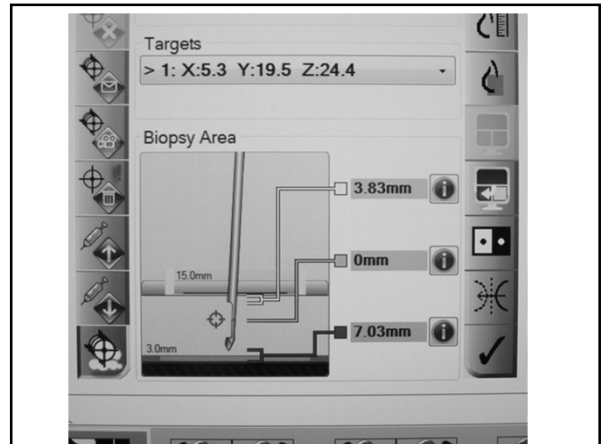 Targets
> 1: X:5.3 Y:19.5 Z:24.4
Biopsy Area
3.83mm
15.0mm
0mm
3.0mm
7.03mm